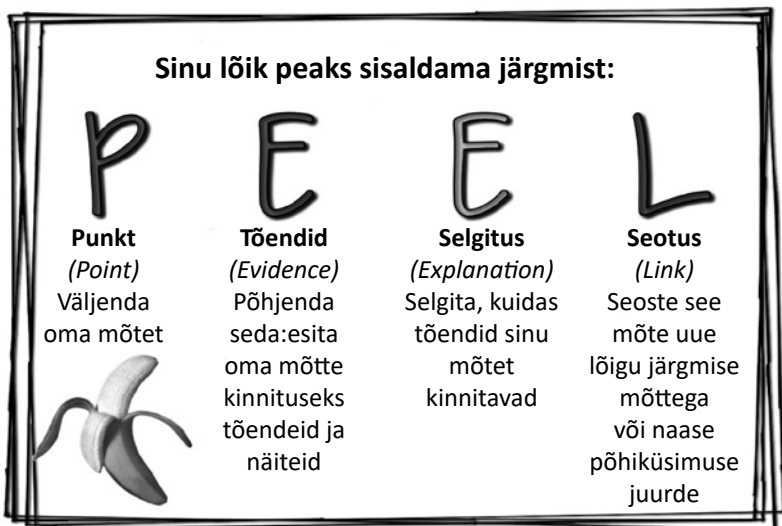 Sinu lõik peaks sisaldama järgmist:
P E E L
Punkt
(Point)
Väljenda
oma mõtet
Tõendid
(Evidence)
Põhjenda
seda:esita
oma mõtte
kinnituseks
tõendeid ja
näiteid
Selgitus
(Explanation)
Selgita, kuidas
tõendid sinu
mõtet
kinnitavad
Seotus
(Link)
Seoste see
mõte uue
lõigu järgmise
mõttega
või naase
põhiküsimuse
juurde